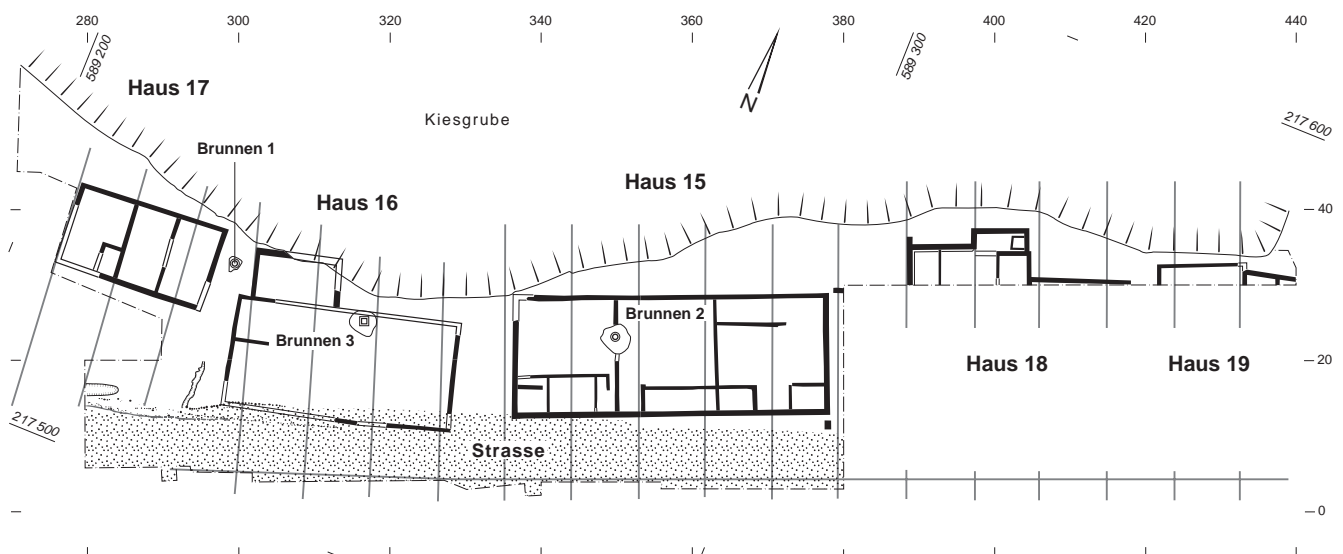 280 300 320 340 360 380 400 420 440
589 200
589 300
Haus 17
N
Kiesgrube
217 600
Brunnen 1
Haus 15
Haus 16
40
Brunnen 2
Brunnen 3
20
Haus 18 Haus 19
217 500
Strasse
0